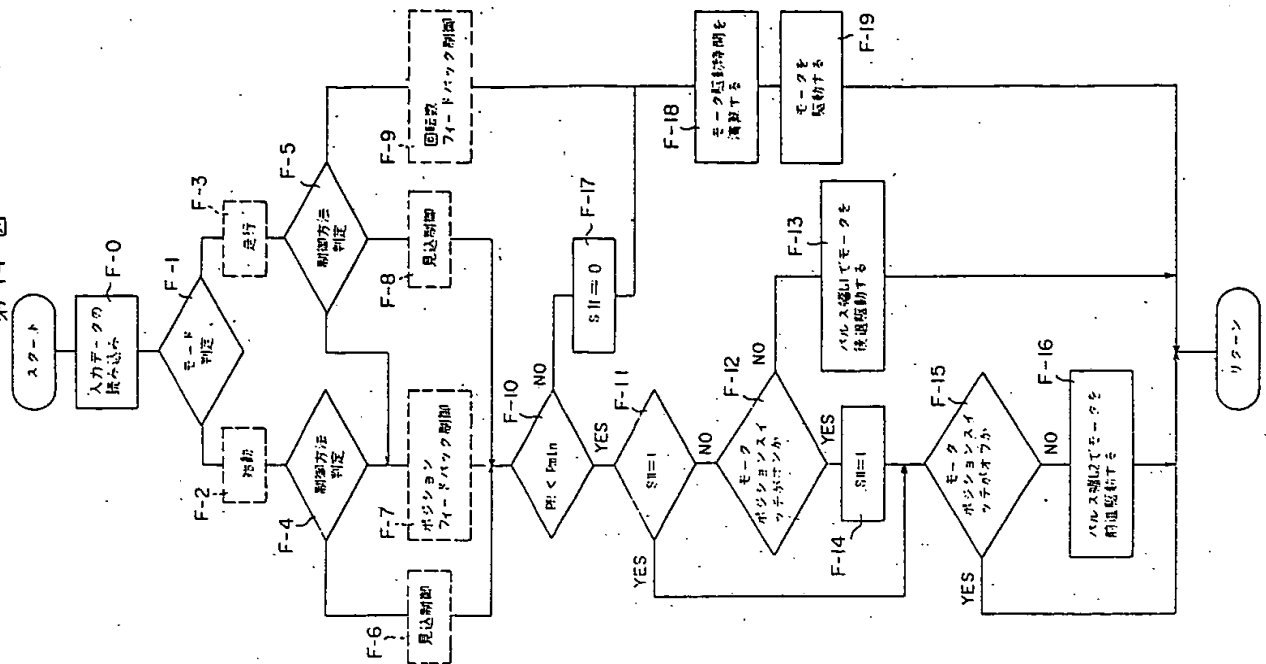 スタート
入力データの
読み込み
F-0
モード
判定
F-1
F-2
F-3
走行
制御方法
判定
F-4
制御方法
判定
F-5
見込制御
F-6
ポジション
フィードバック制御
F-7
見込制御
F-8
回転数
フィードバック制御
F-9
F-10
NO
YES
F-11
YES
NO
SII=0
F-17
モータ
ポジションスイ
ッチがオンか
F-12
NO
YES
パルス幅L1でモータを
後退駆動する
F-13
SII=1
F-14
モータ
ポジションスイ
ッチがオフか
F-15
YES
NO
パルス幅L2でモータを
前進駆動する
F-16
モータ駆動時間を
演算する
F-18
モータを
駆動する
F-19
リターン